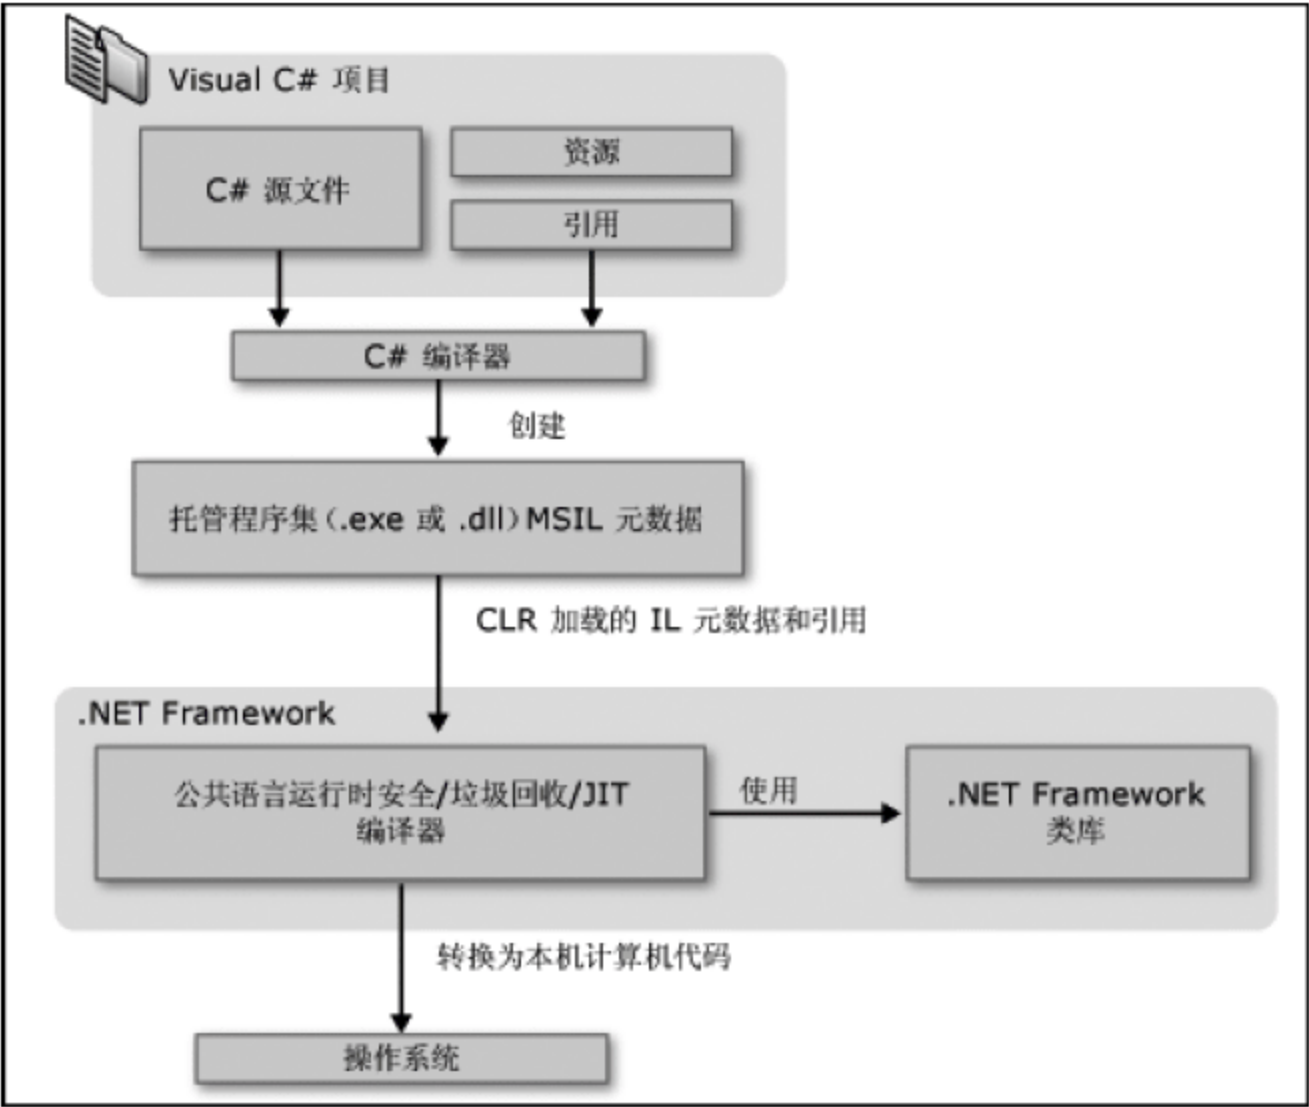 Visual C# 项目
C# 源文件
资源
引用
C# 编译器
创建
托管程序集(.exe 或 .dll)MSIL 元数据
CLR 加载的 IL 元数据和引用
.NET Framework
公共语言运行时安全/垃圾回收/JIT
编译器
使用
.NET Framework
类库
转换为本机计算机代码
操作系统